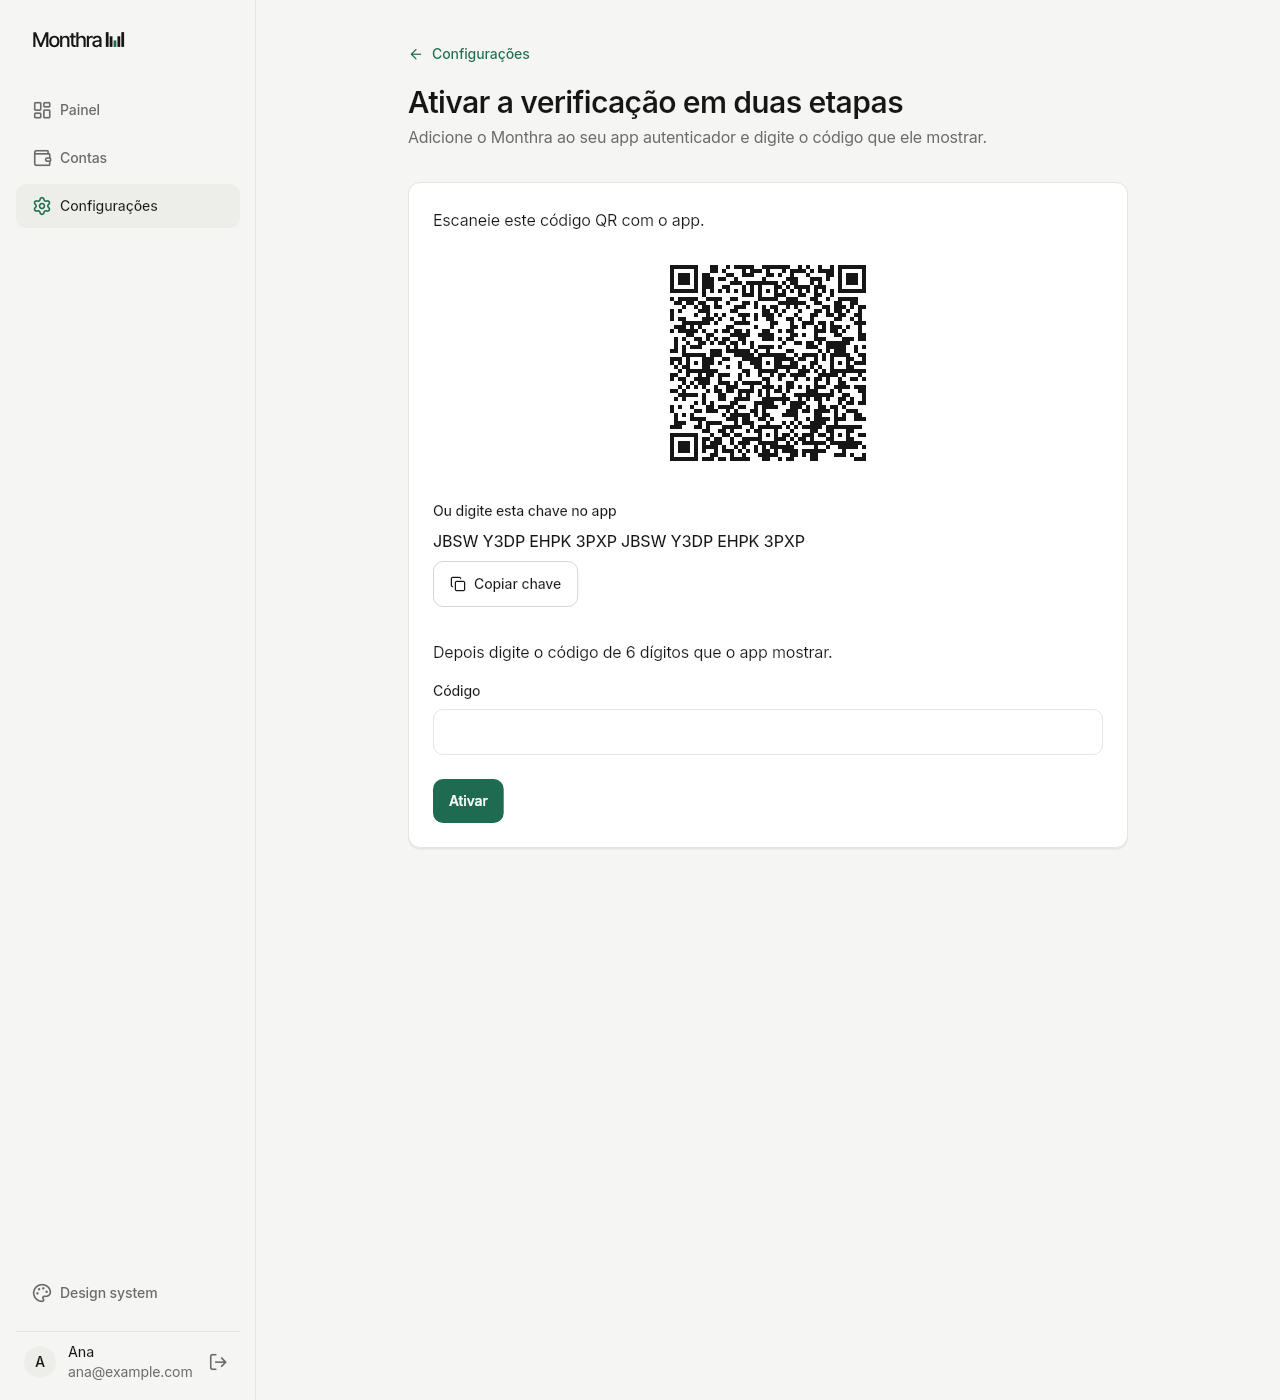 Monthra
Painel
Contas
Configurações
Design system
A
Ana
ana@example.com
Configurações
Ativar a verificação em duas etapas
Adicione o Monthra ao seu app autenticador e digite o código que ele mostrar.
Escaneie este código QR com o app.
Ou digite esta chave no app
JBSW Y3DP EHPK 3PXP JBSW Y3DP EHPK 3PXP
Copiar chave
Depois digite o código de 6 dígitos que o app mostrar.
Código
Ativar